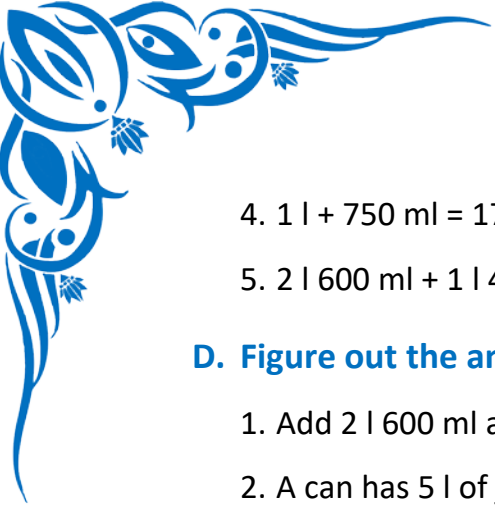 4. 1 l + 750 ml = 17
5. 2 l 600 ml + 1 l 4
D. Figure out the an
1. Add 2 l 600 ml a
2. A can has 5 l of